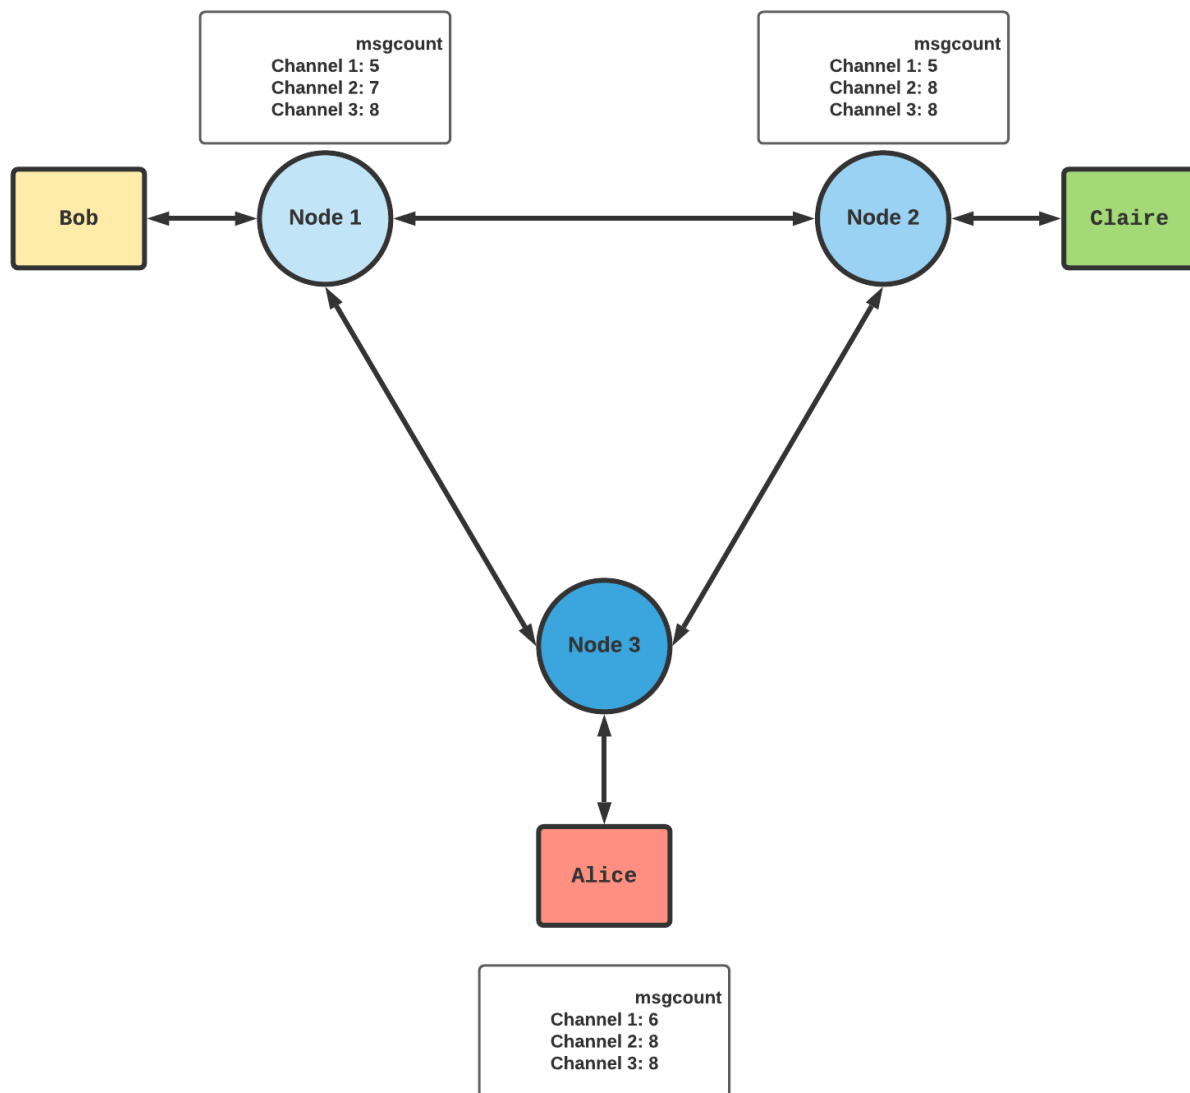 msgcount
Channel 1: 5
Channel 2: 7
Channel 3: 8
msgcount
Channel 1: 5
Channel 2: 8
Channel 3: 8
Bob
Node 1
Node 2
Claire
Node 3
Alice
msgcount
Channel 1: 6
Channel 2: 8
Channel 3: 8